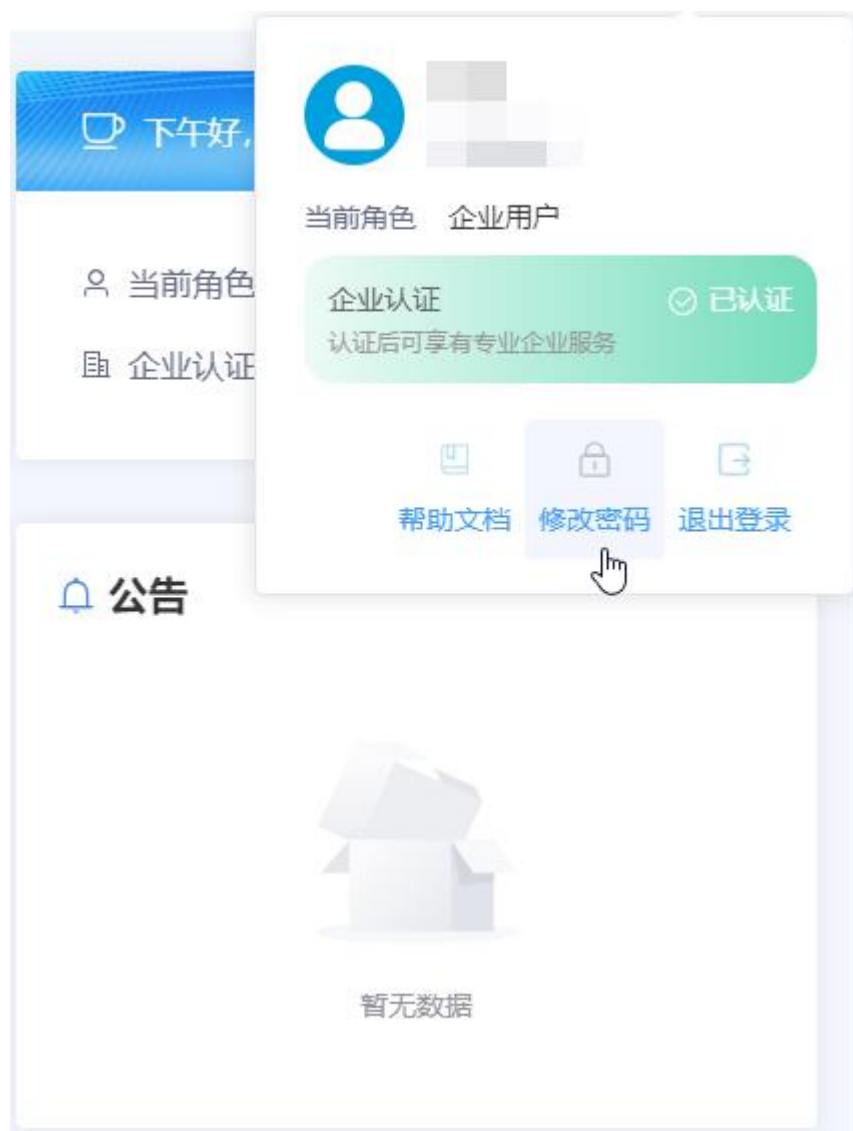 下午好，
当前角色 企业用户
当前角色
企业认证 已认证
认证后可享有专业企业服务
企业认证
帮助文档 修改密码 退出登录
公告
暂无数据